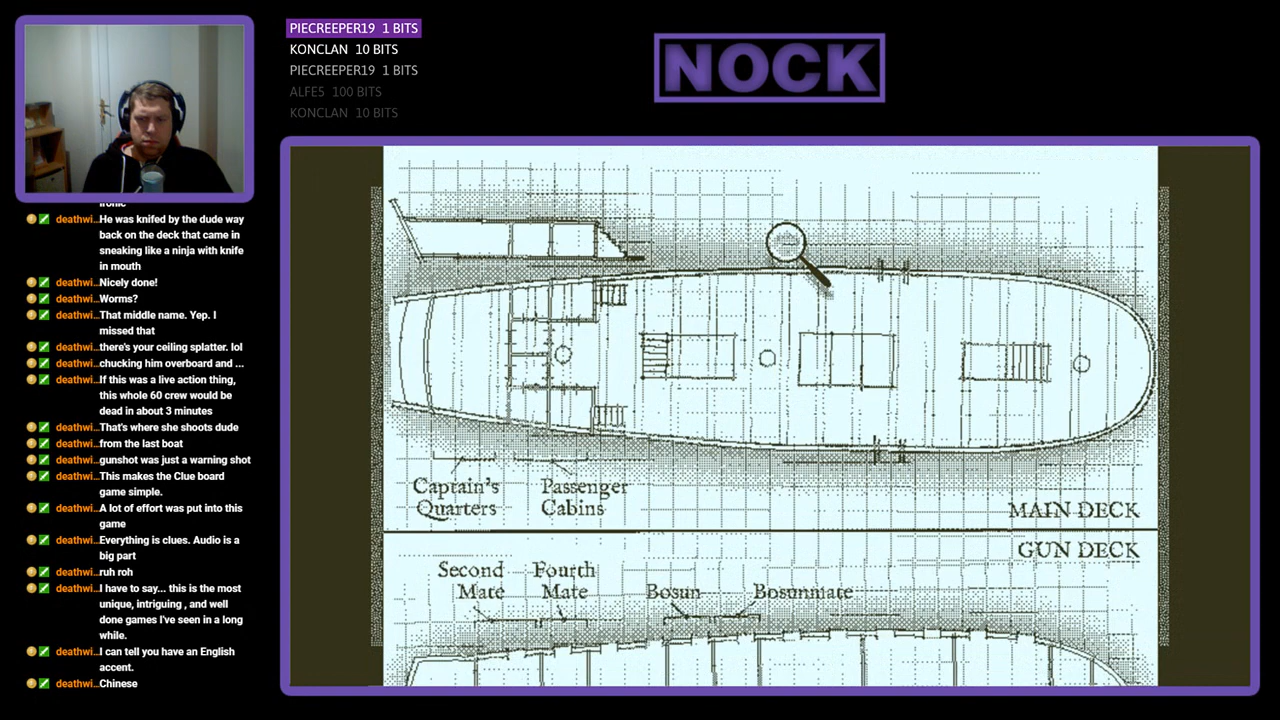 PIECREEPER19 1 BITS
KONCLAN 10 BITS
PIECREEPER19 1 BITS
ALFES 100 BITS
KONCLAN 10 BITS
NOCK
deathwi... He was knifed by the dude way
back on the deck that came in
sneaking like a ninja with knife
in mouth
deathwi... Nicely done!
deathwi... Worms?
deathwi... That middle name. Yep. I
missed that
deathwi... there's your ceiling splatter. lol
deathwi... chucking him overboard and ...
deathwi... If this was a live action thing,
this whole 60 crew would be
dead in about 3 minutes
deathwi... That's where she shoots dude
deathwi... from the last boat
deathwi... gunshot was just a warning shot
deathwi... This makes the Clue board
game simple.
deathwi... A lot of effort was put into this
game
deathwi... Everything is clues. Audio is a
big part
deathwi... ruh roh
deathwi... I have to say... this is the most
unique, intriguing , and well
done games I've seen in a long
while.
deathwi... I can tell you have an English
accent.
deathwi... Chinese
Captain's
Quarters
Passenger
Cabins
MAIN DECK
GUN DECK
Second
Mate
Fourth
Mate
Bosun
Bosunmate